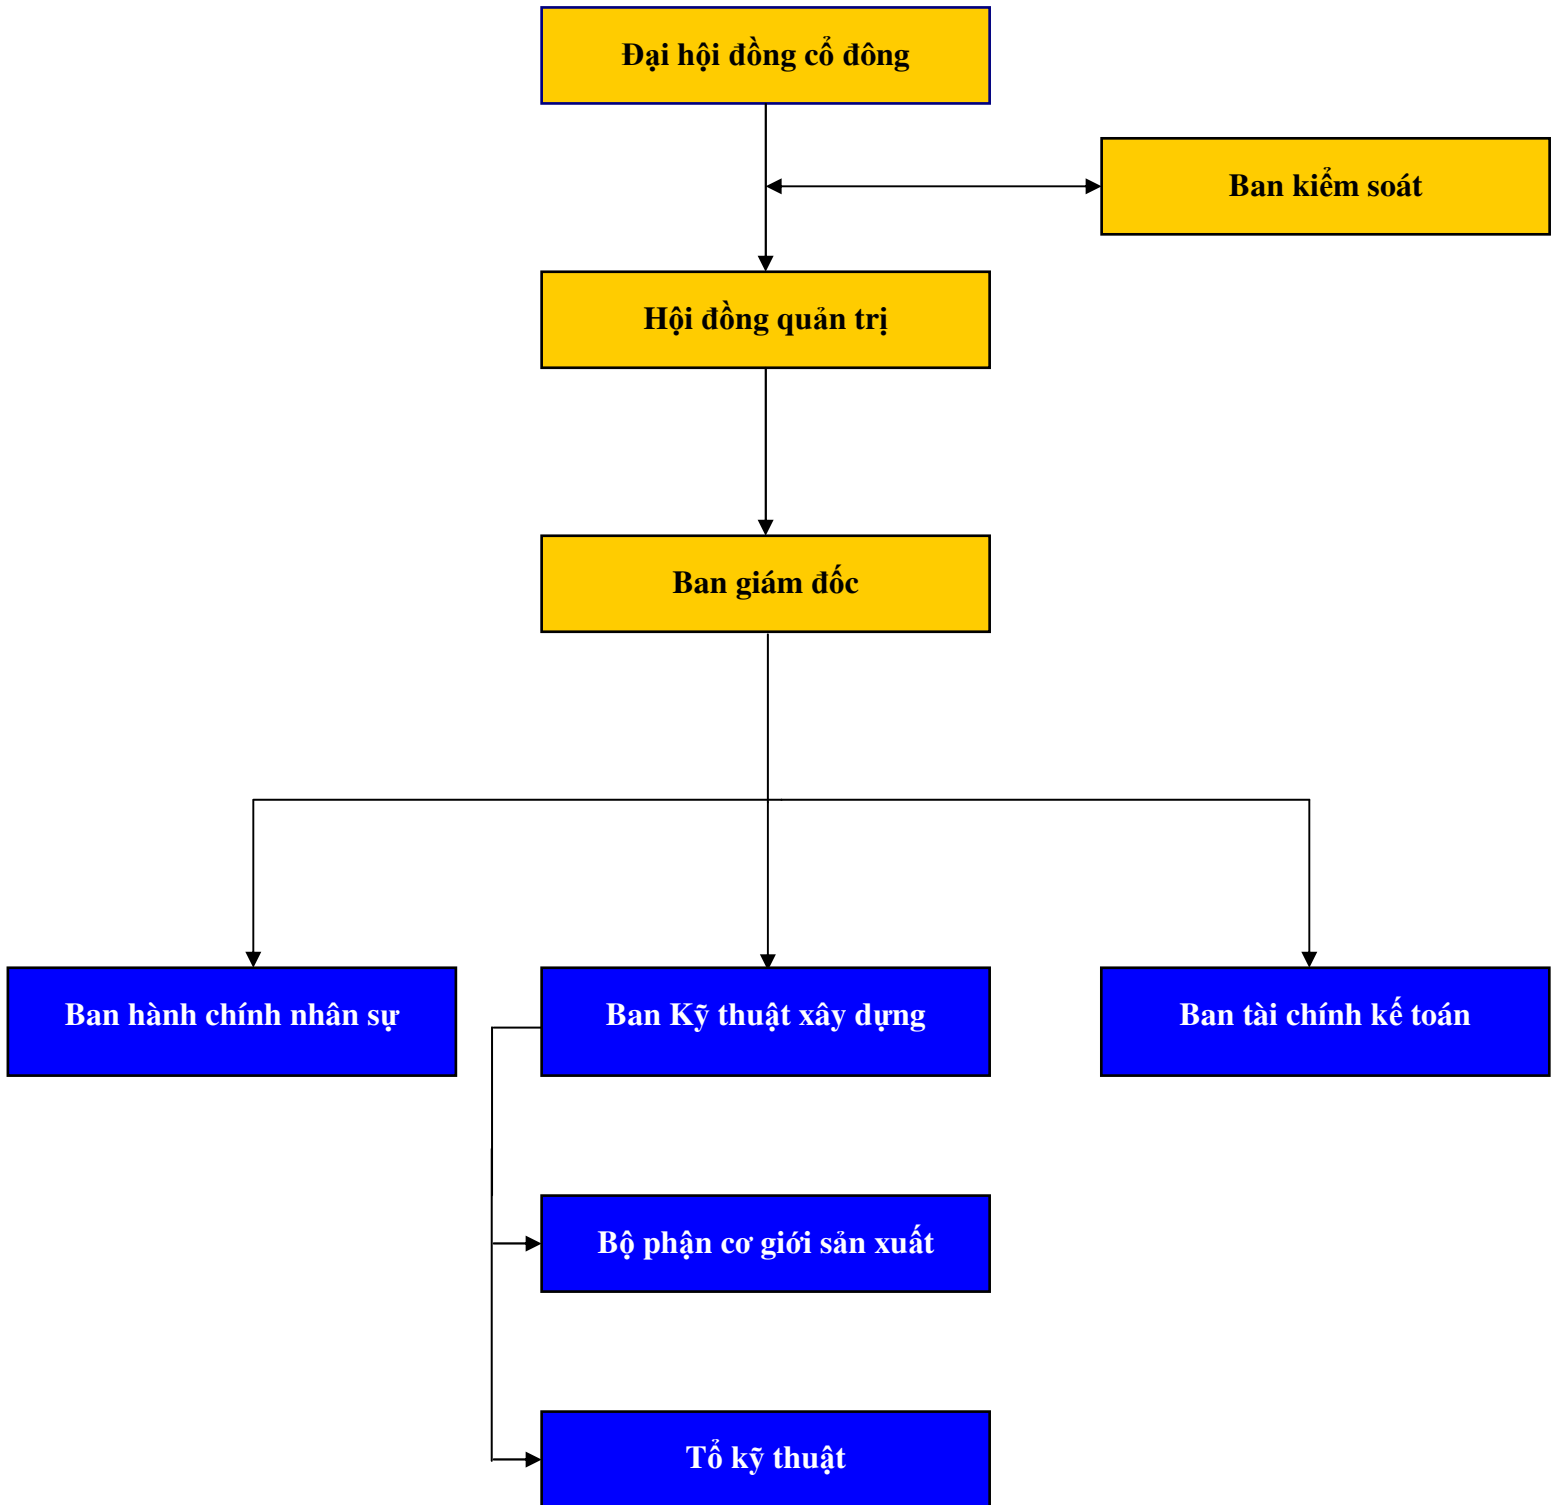 Đại hội đồng cổ đông
Ban kiểm soát
Hội đồng quản trị
Ban giám đốc
Ban hành chính nhân sự
Ban Kỹ thuật xây dựng
Ban tài chính kế toán
Bộ phận cơ giới sản xuất
Tổ kỹ thuật